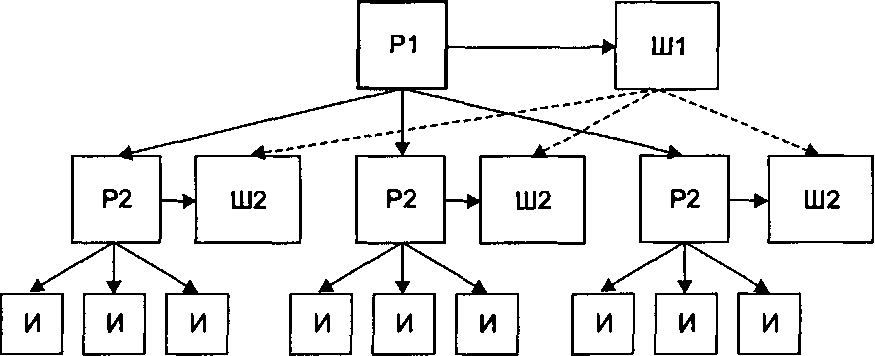 Р1 Ш1
Р2 Ш2 Р2 Ш2 Р2 Ш2
И И И И И И И И И